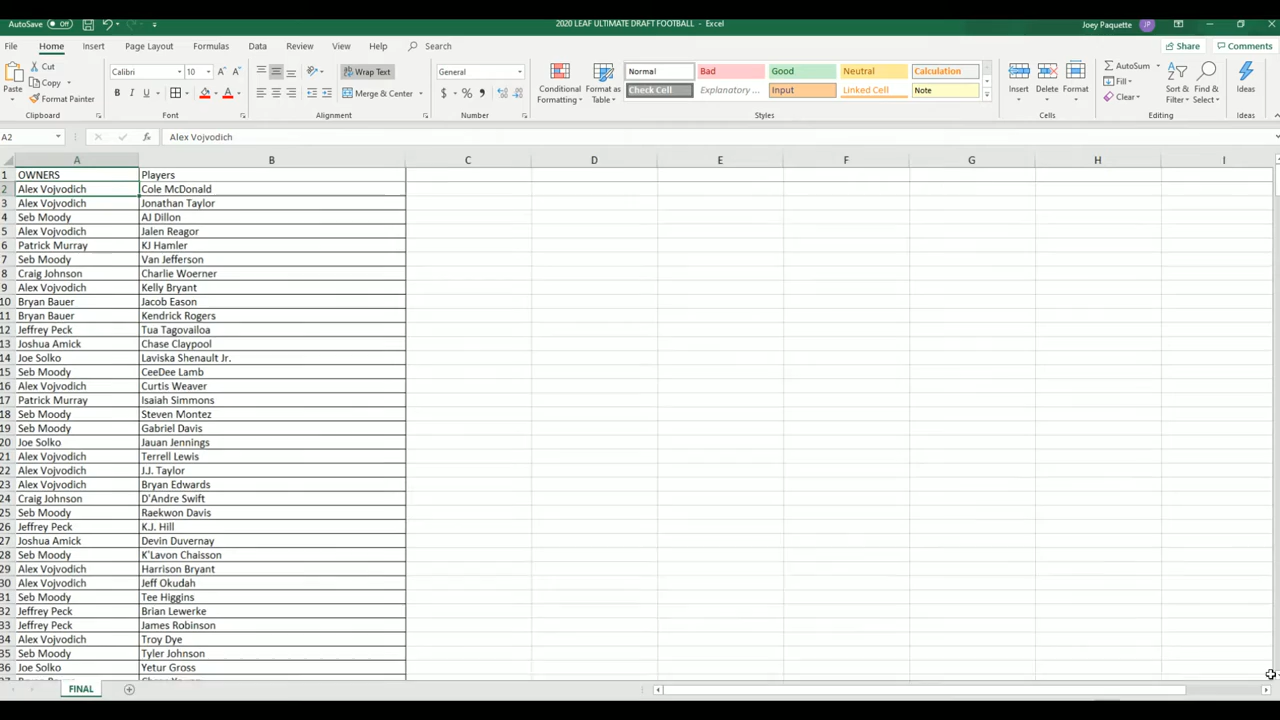 AutoSave Off 2020 LEAF ULTIMATE DRAFT FOOTBALL - Excel Joey Paquette JP
File Home Insert Page Layout Formulas Data Review View Help Search Share Comments
Paste Cut Copy Format Painter Clipboard
Calibri 10 A A B I U A Font
Wrap Text Merge & Center Alignment
General $ % , Number
Conditional Formatting Format as Table
Normal Bad Good Neutral Calculation
Check Cell Explanatory ... Input Linked Cell Note
Styles
Insert Delete Format Cells
AutoSum Fill Clear Sort & Filter Find & Select Editing
Ideas Ideas
A2 fx Alex Vojvodich
A B C D E F G H I
1 OWNERS Players
2 Alex Vojvodich Cole McDonald
3 Alex Vojvodich Jonathan Taylor
4 Seb Moody AJ Dillon
5 Alex Vojvodich Jalen Reagor
6 Patrick Murray KJ Hamler
7 Seb Moody Van Jefferson
8 Craig Johnson Charlie Woerner
9 Alex Vojvodich Kelly Bryant
10 Bryan Bauer Jacob Eason
11 Bryan Bauer Kendrick Rogers
12 Jeffrey Peck Tua Tagovailoa
13 Joshua Amick Chase Claypool
14 Joe Solko Laviska Shenault Jr.
15 Seb Moody CeeDee Lamb
16 Alex Vojvodich Curtis Weaver
17 Patrick Murray Isaiah Simmons
18 Seb Moody Steven Montez
19 Seb Moody Gabriel Davis
20 Joe Solko Jauan Jennings
21 Alex Vojvodich Terrell Lewis
22 Alex Vojvodich J.J. Taylor
23 Alex Vojvodich Bryan Edwards
24 Craig Johnson D'Andre Swift
25 Seb Moody Raekwon Davis
26 Jeffrey Peck K.J. Hill
27 Joshua Amick Devin Duvernay
28 Seb Moody K'Lavon Chaisson
29 Alex Vojvodich Harrison Bryant
30 Alex Vojvodich Jeff Okudah
31 Seb Moody Tee Higgins
32 Jeffrey Peck Brian Lewerke
33 Jeffrey Peck James Robinson
34 Alex Vojvodich Troy Dye
35 Seb Moody Tyler Johnson
36 Joe Solko Yetur Gross
FINAL